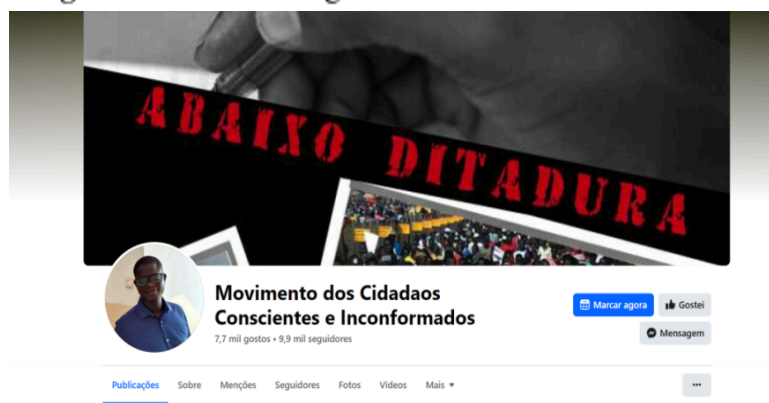 ABAIXO DITADURA
Movimento dos Cidadaos
Conscientes e Inconformados
7,7 mil gostos • 9,9 mil seguidores
Marcar agora
Gostei
Mensagem
Publicações Sobre Menções Seguidores Fotos Vídeos Mais